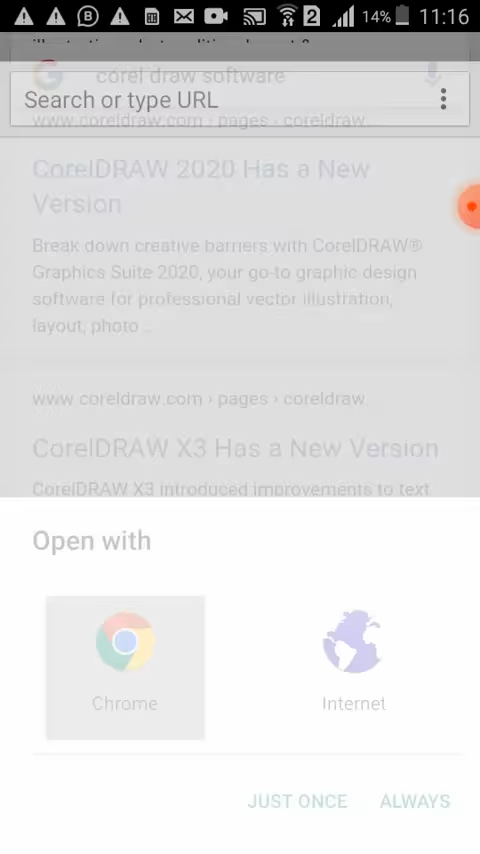 2
14%
11:16
corel draw software
Search or type URL
www.coreldraw.com › pages › coreldraw.
CorelDRAW 2020 Has a New
Version
Break down creative barriers with CorelDRAW®
Graphics Suite 2020, your go-to graphic design
software for professional vector illustration,
layout, photo ...
www.coreldraw.com › pages › coreldraw.
CorelDRAW X3 Has a New Version
CorelDRAW X3 introduced improvements to text
Open with
Chrome
Internet
JUST ONCE
ALWAYS